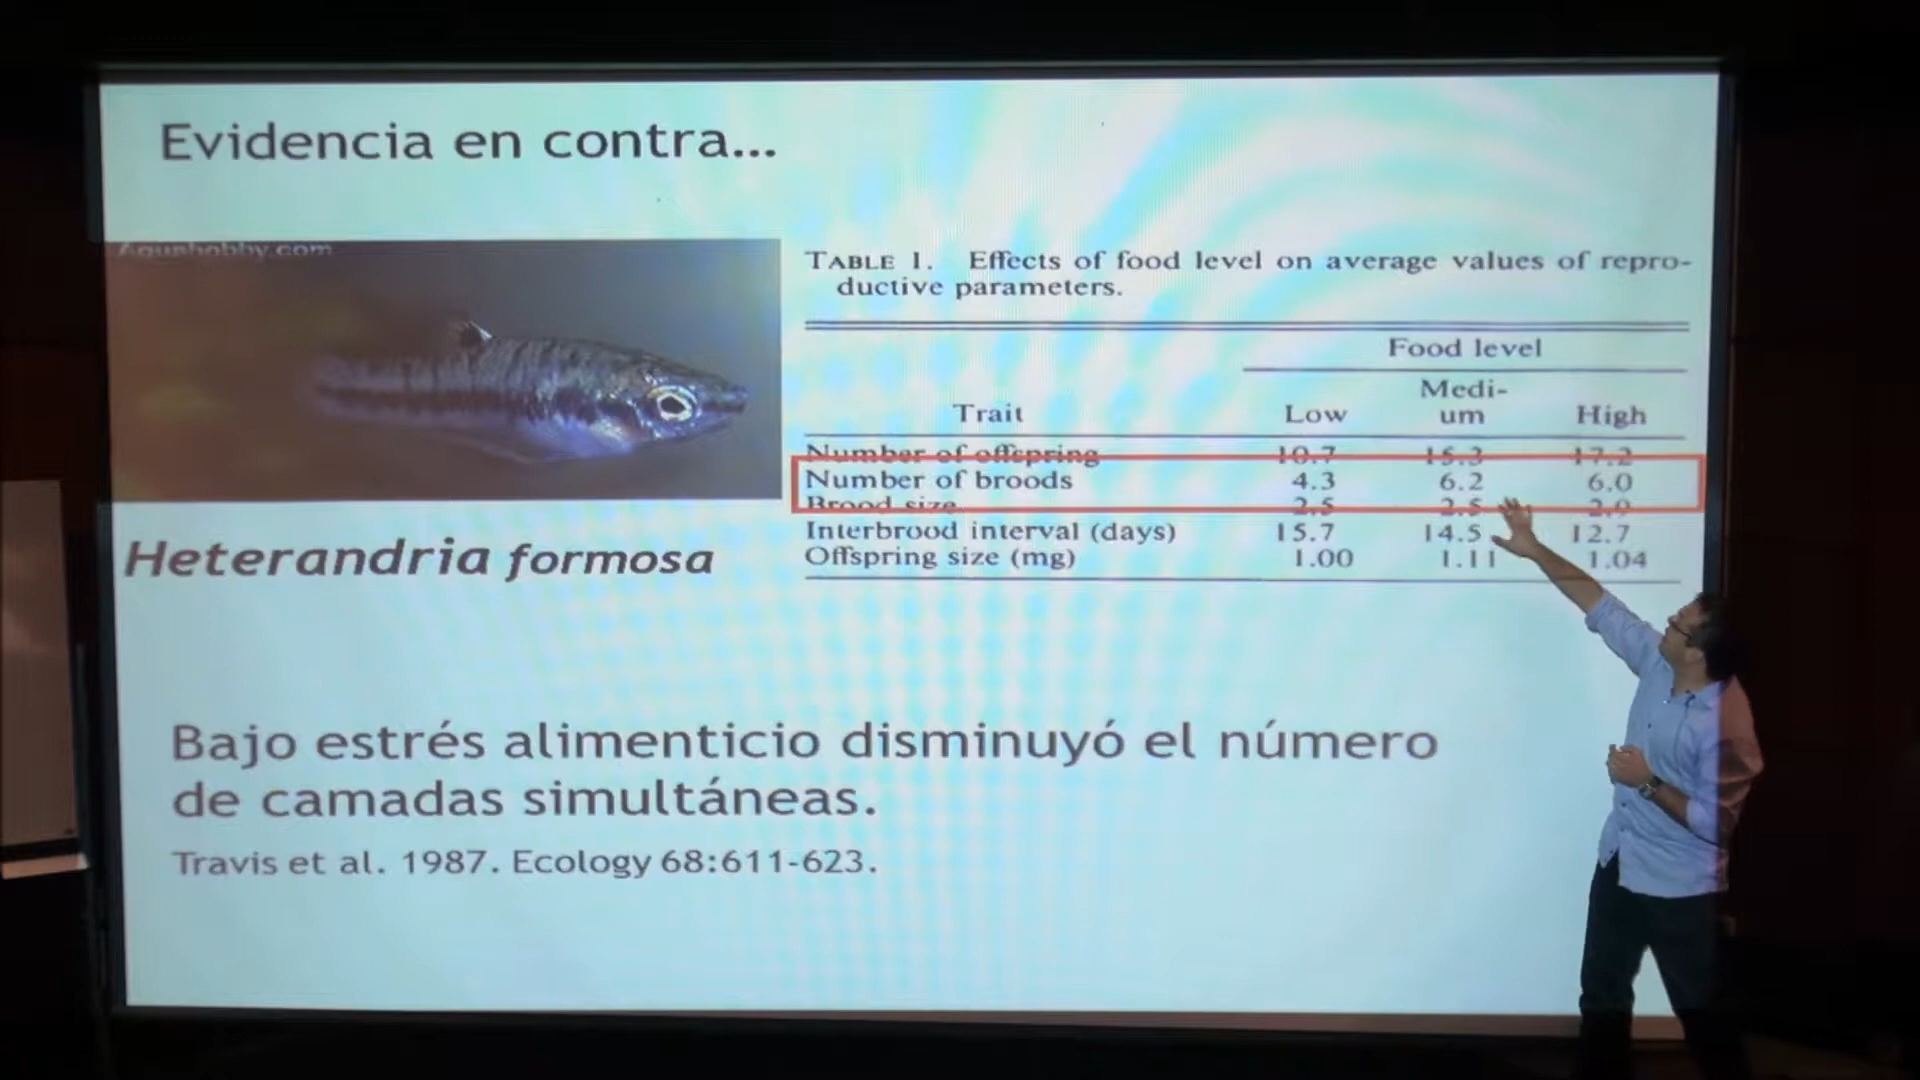 Evidencia en contra...
Aquahobby.com
Heterandria formosa
TABLE 1. Effects of food level on average values of repro-
ductive parameters.
Food level
Trait Low Medi-
um High
Number of offspring 10.7 15.3 17.2
Number of broods 4.3 6.2 6.0
Brood size 2.5 2.5 2.9
Interbrood interval (days) 15.7 14.5 12.7
Offspring size (mg) 1.00 1.11 1.04
Bajo estrés alimenticio disminuyó el número
de camadas simultáneas.
Travis et al. 1987. Ecology 68:611-623.